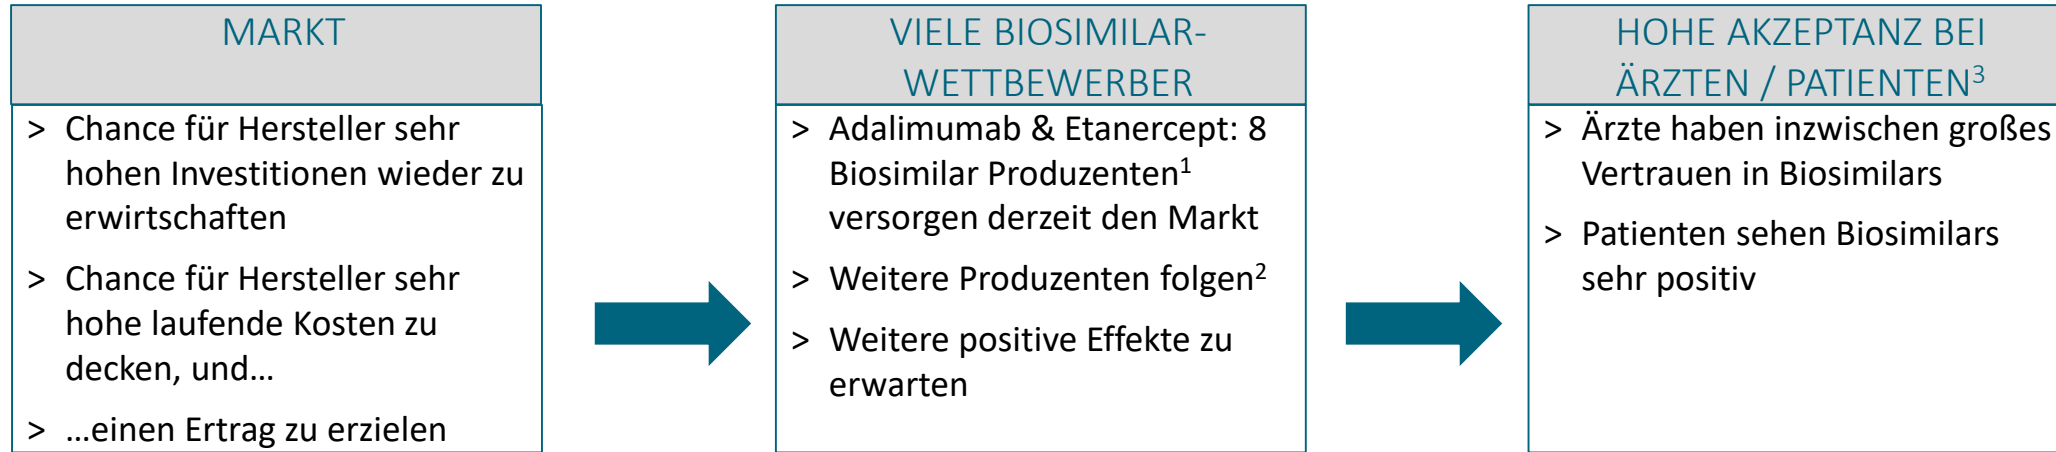 MARKT
> Chance für Hersteller sehr
hohen Investitionen wieder zu
erwirtschaften
> Chance für Hersteller sehr
hohe laufende Kosten zu
decken, und...
> ...einen Ertrag zu erzielen
VIELE BIOSIMILAR-
WETTBEWERBER
> Adalimumab & Etanercept: 8
Biosimilar Produzenten¹
versorgen derzeit den Markt
> Weitere Produzenten folgen²
> Weitere positive Effekte zu
erwarten
HOHE AKZEPTANZ BEI
ÄRZTEN / PATIENTEN³
> Ärzte haben inzwischen großes
Vertrauen in Biosimilars
> Patienten sehen Biosimilars
sehr positiv